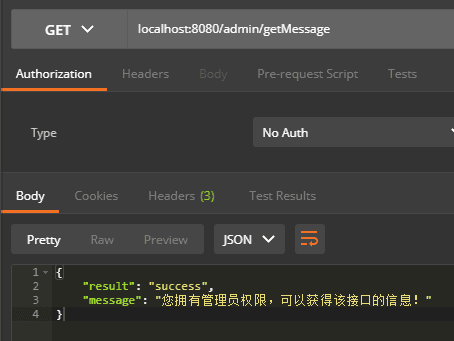 GET localhost:8080/admin/getMessage
Authorization Headers Body Pre-request Script Tests
Type No Auth
Body Cookies Headers (3) Test Results
Pretty Raw Preview JSON
1 {
2 "result": "success",
3 "message": "您拥有管理员权限，可以获得该接口的信息！"
4 }